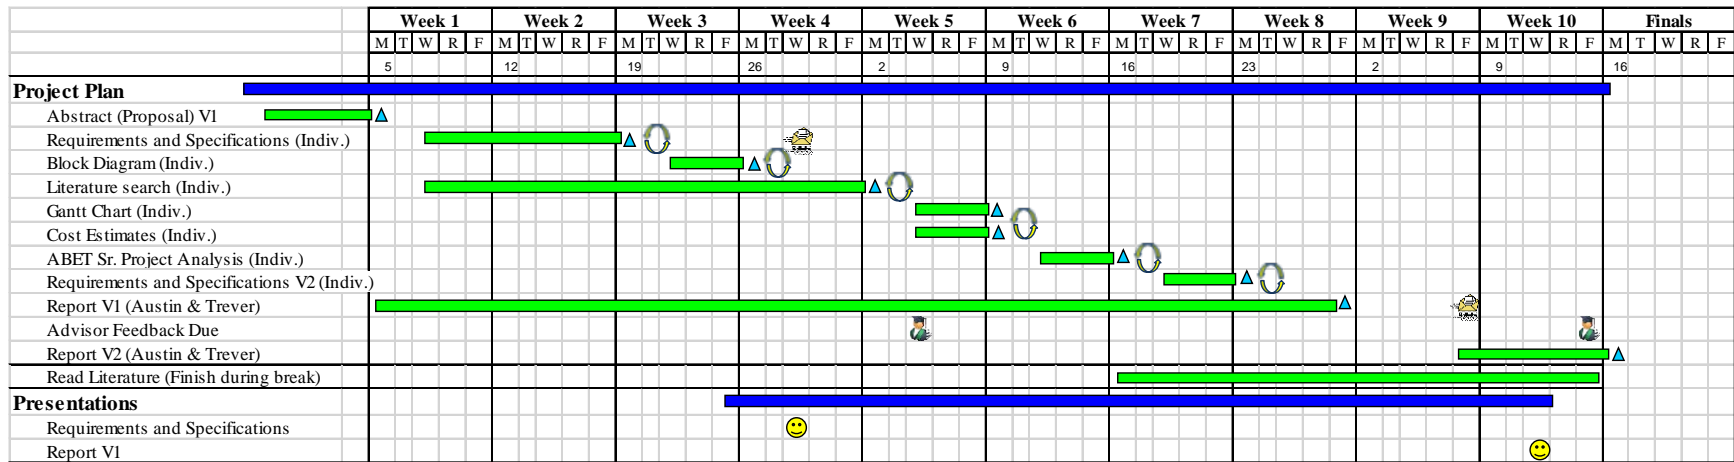 Week 1 Week 2 Week 3 Week 4 Week 5 Week 6 Week 7 Week 8 Week 9 Week 10 Finals
M T W R F M T W R F M T W R F M T W R F M T W R F M T W R F M T W R F M T W R F M T W R F M T W R F M T W R F
5 12 19 26 2 9 16 23 2 9 16
Project Plan
Abstract (Proposal) V1
Requirements and Specifications (Indiv.)
Block Diagram (Indiv.)
Literature search (Indiv.)
Gantt Chart (Indiv.)
Cost Estimates (Indiv.)
ABET Sr. Project Analysis (Indiv.)
Requirements and Specifications V2 (Indiv.)
Report V1 (Austin & Trever)
Advisor Feedback Due
Report V2 (Austin & Trever)
Read Literature (Finish during break)
Presentations
Requirements and Specifications
Report V1